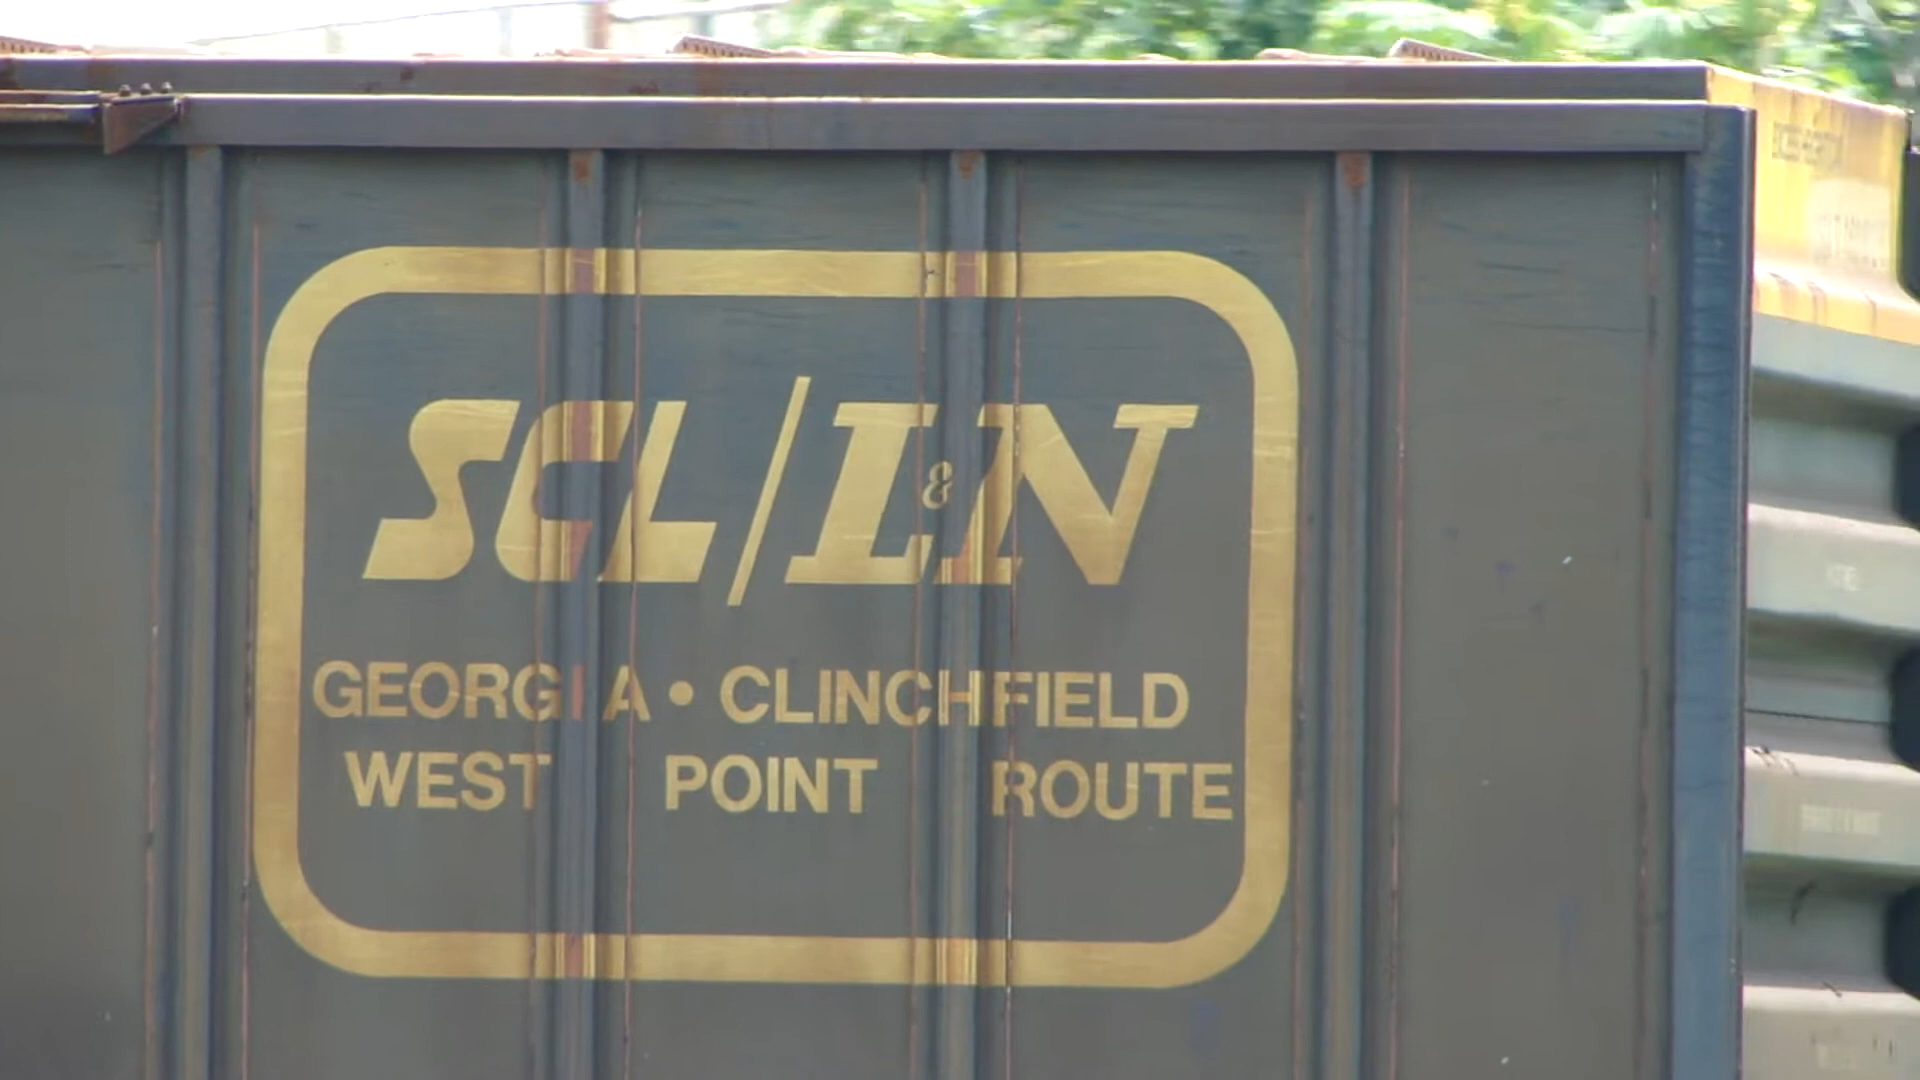 SCL/L&N
GEORGIA • CLINCHFIELD
WEST POINT ROUTE